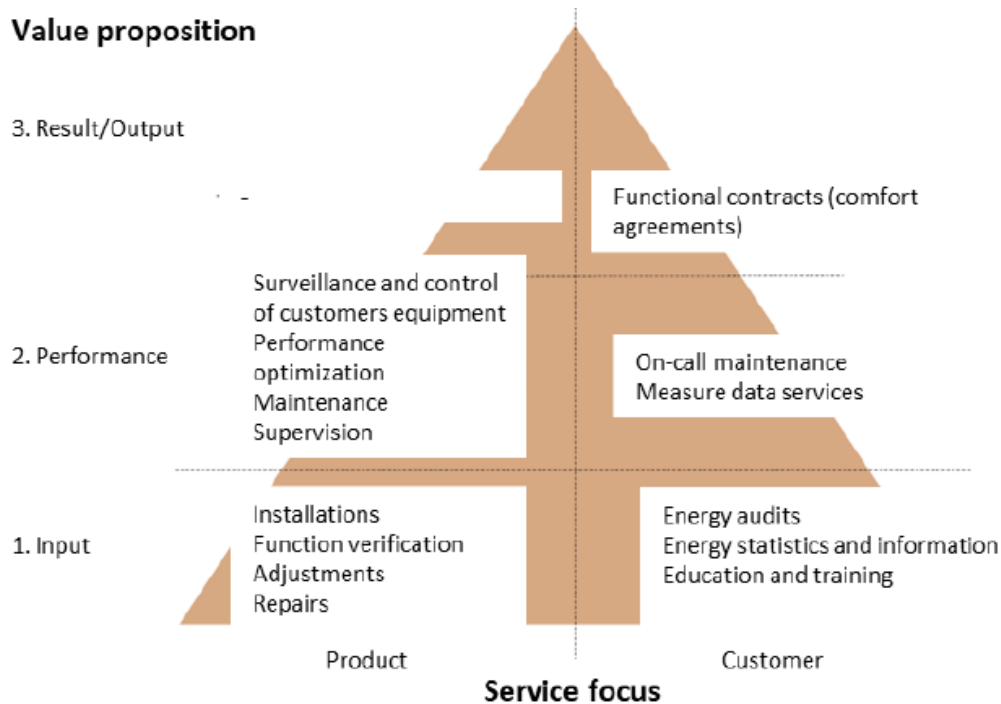 Value proposition
3. Result/Output
-
Functional contracts (comfort
agreements)
2. Performance
Surveillance and control
of customers equipment
Performance
optimization
Maintenance
Supervision
On-call maintenance
Measure data services
1. Input
Installations
Function verification
Adjustments
Repairs
Energy audits
Energy statistics and information
Education and training
Product
Customer
Service focus